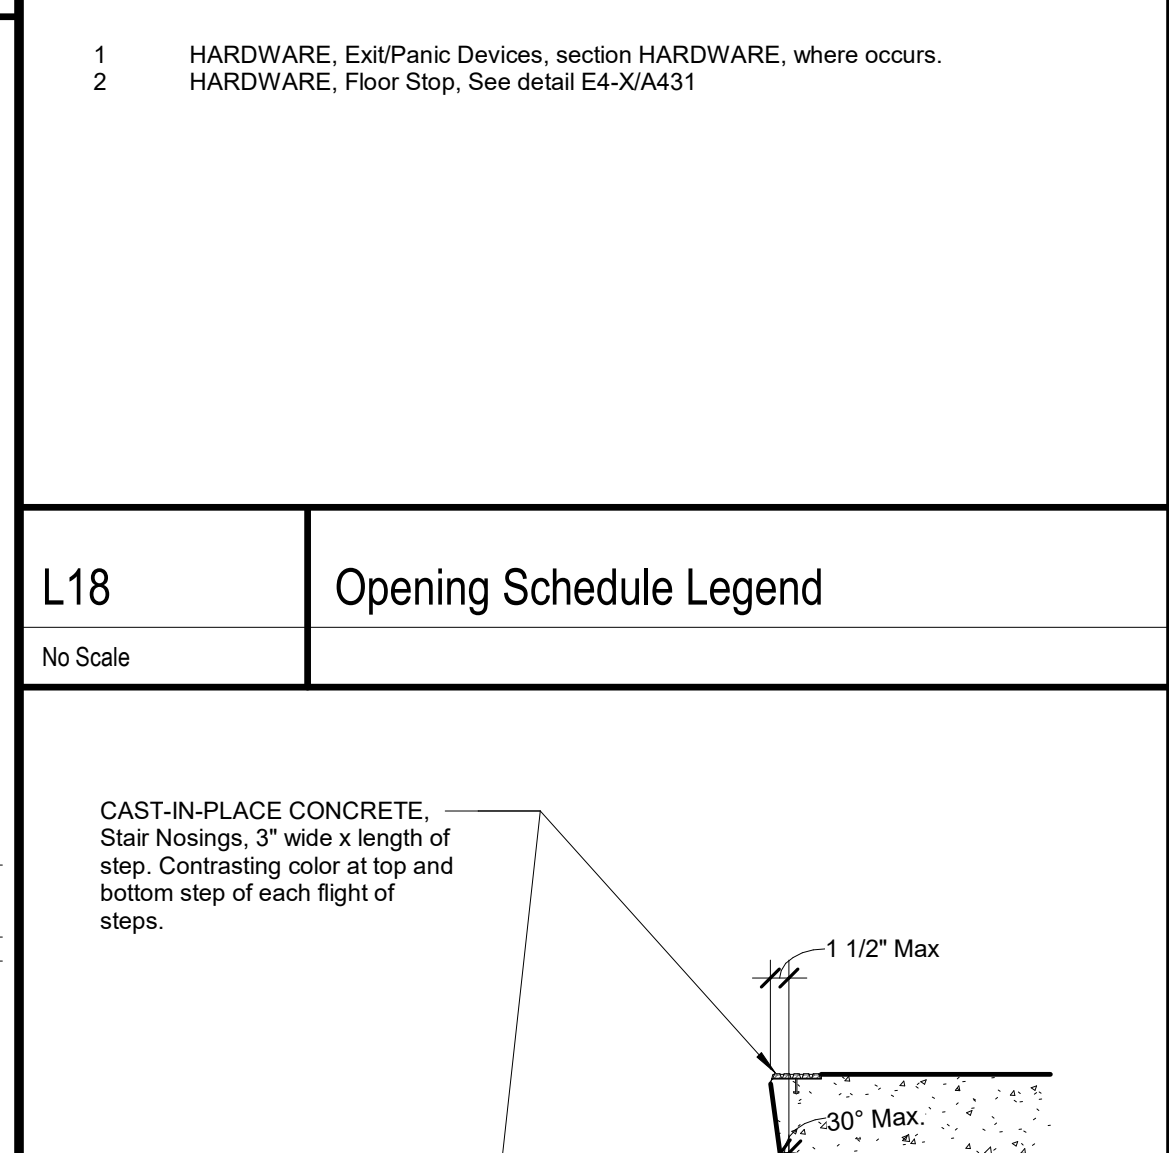 1 HARDWARE, Exit/Panic Devices, section HARDWARE, where occurs.
2 HARDWARE, Floor Stop, See detail E4-X/A431
L18 Opening Schedule Legend
No Scale
CAST-IN-PLACE CONCRETE,
Stair Nosings, 3" wide x length of
step. Contrasting color at top and
bottom step of each flight of
steps.
1 1/2" Max
30° Max.